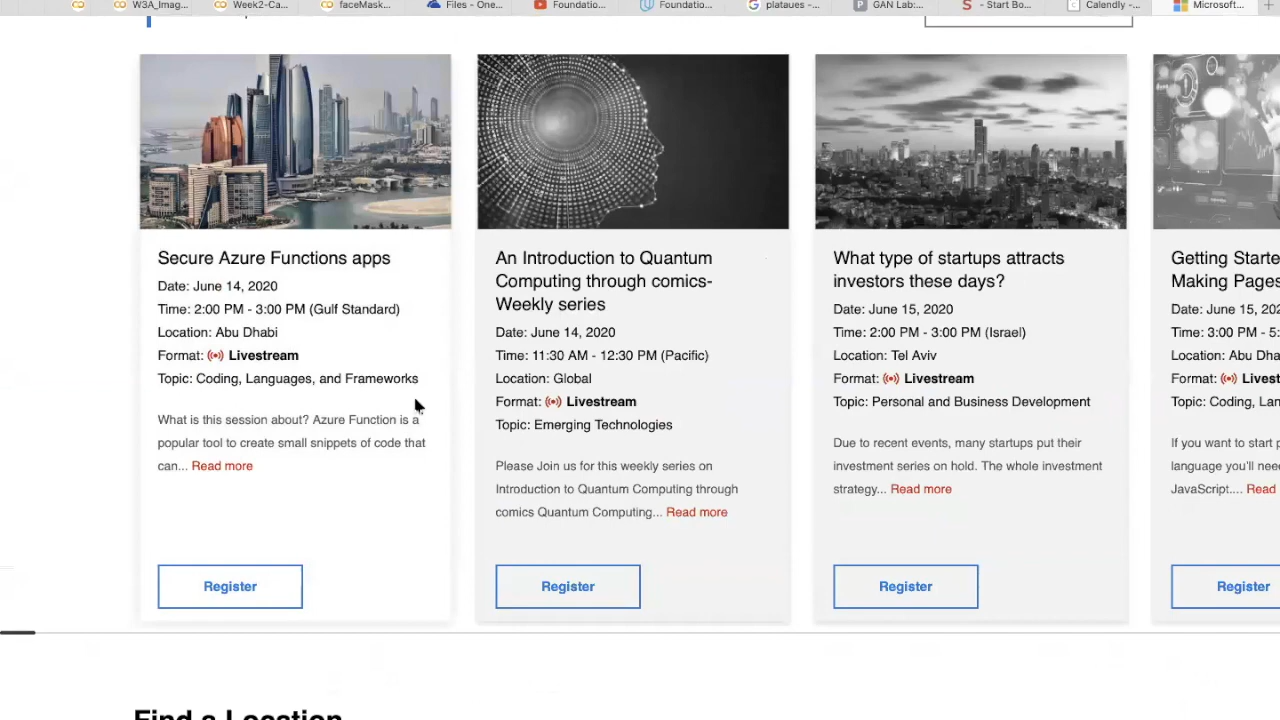 W3A_Imag...
Week2-Ca...
faceMask...
Files - One...
Foundatio...
Foundatio...
plataues -...
GAN Lab:...
- Start Bo...
Calendly -...
Microsoft...
Secure Azure Functions apps
Date: June 14, 2020
Time: 2:00 PM - 3:00 PM (Gulf Standard)
Location: Abu Dhabi
Format: Livestream
Topic: Coding, Languages, and Frameworks
What is this session about? Azure Function is a
popular tool to create small snippets of code that
can... Read more
Register
An Introduction to Quantum
Computing through comics-
Weekly series
Date: June 14, 2020
Time: 11:30 AM - 12:30 PM (Pacific)
Location: Global
Format: Livestream
Topic: Emerging Technologies
Please Join us for this weekly series on
Introduction to Quantum Computing through
comics Quantum Computing... Read more
Register
What type of startups attracts
investors these days?
Date: June 15, 2020
Time: 2:00 PM - 3:00 PM (Israel)
Location: Tel Aviv
Format: Livestream
Topic: Personal and Business Development
Due to recent events, many startups put their
investment series on hold. The whole investment
strategy... Read more
Register
Getting Starte
Making Pages
Date: June 15, 202
Time: 3:00 PM - 5:
Location: Abu Dha
Format: Livest
Topic: Coding, Lan
If you want to start p
language you'll nee
JavaScript.... Read
Register
Find a Location